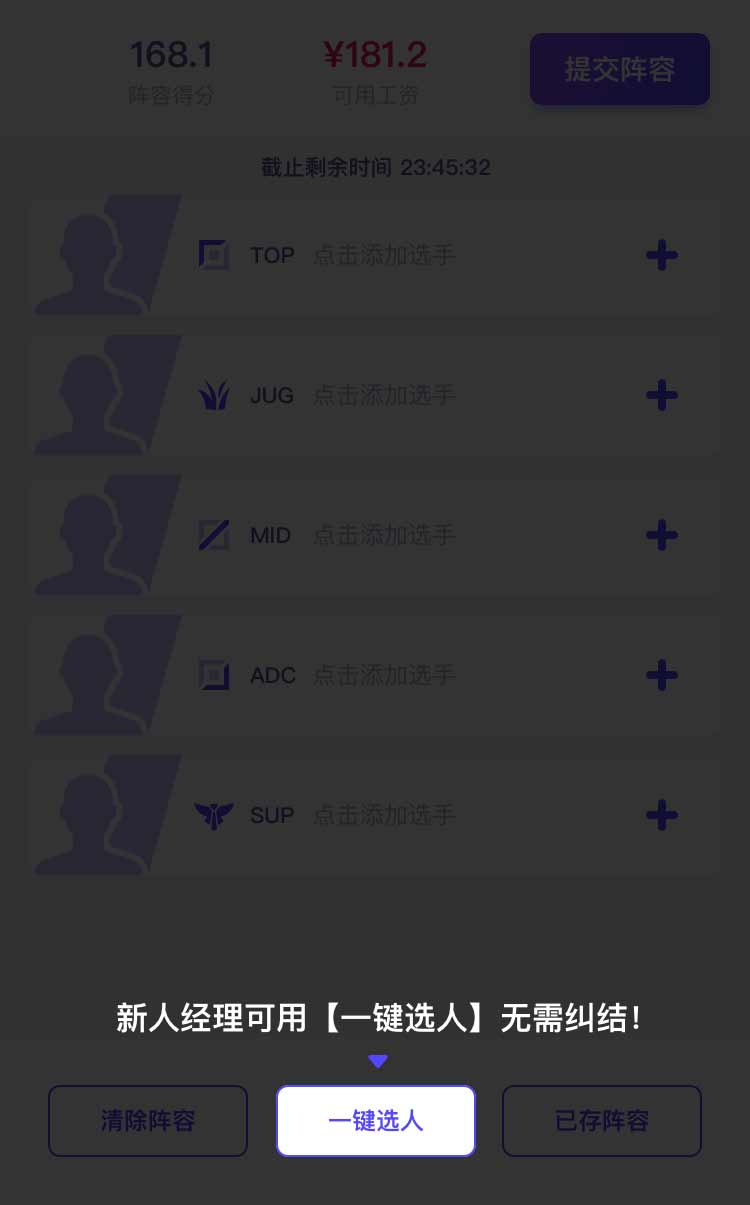 168.1 ¥181.2 提交阵容
阵容得分 可用工资
截止剩余时间 23:45:32
TOP 点击添加选手
JUG 点击添加选手
MID 点击添加选手
ADC 点击添加选手
SUP 点击添加选手
新人经理可用【一键选人】无需纠结!
清除阵容 一键选人 已存阵容